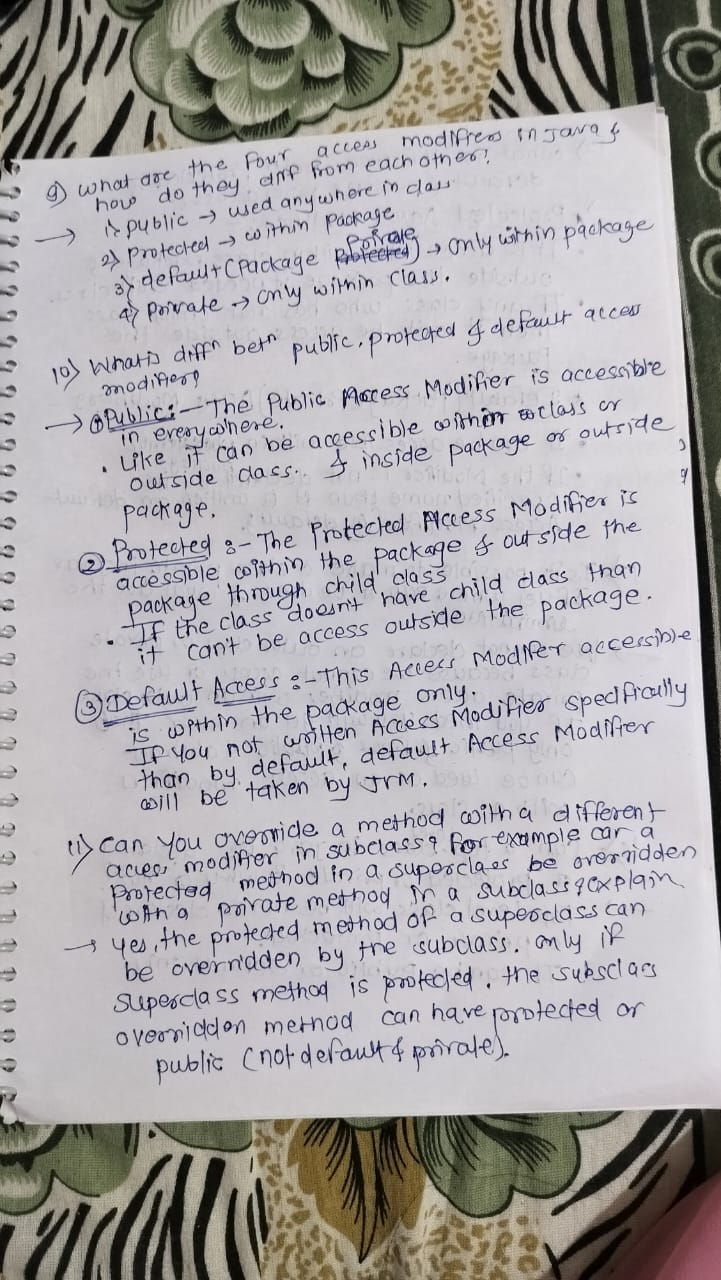 9) What are the Four access modifiers in Java &
how do they diff from each other?
→ 1) public → used anywhere in class
2) Protected → within Package
3) default (Package Private) → only within package
4) Private → only within class.
10) What's diffn betn public, protected & default access
modifier?
→ ① Public :- The Public Access Modifier is accessible
in everywhere.
• Like it can be accessible within class or
outside class. & inside package or outside
package.
② Protected :- The Protected Access Modifier is
accessible within the package & outside the
package through child class
• If the class doesn't have child class than
it can't be access outside the package.
③ Default Access :- This Access Modifer accessible
is within the package only.
If you not written Access Modifier specifically
than by default, default Access Modifier
will be taken by JVM.
11) Can you override a method with a different
acces modifier in subclass? For example can a
Protected method in a superclass be overridden
with a private method in a subclass? explain
→ Yes, the protected method of a superclass can
be overridden by the subclass. only if
superclass method is protected. the subsclass
overridden method can have protected or
public (not default & private).